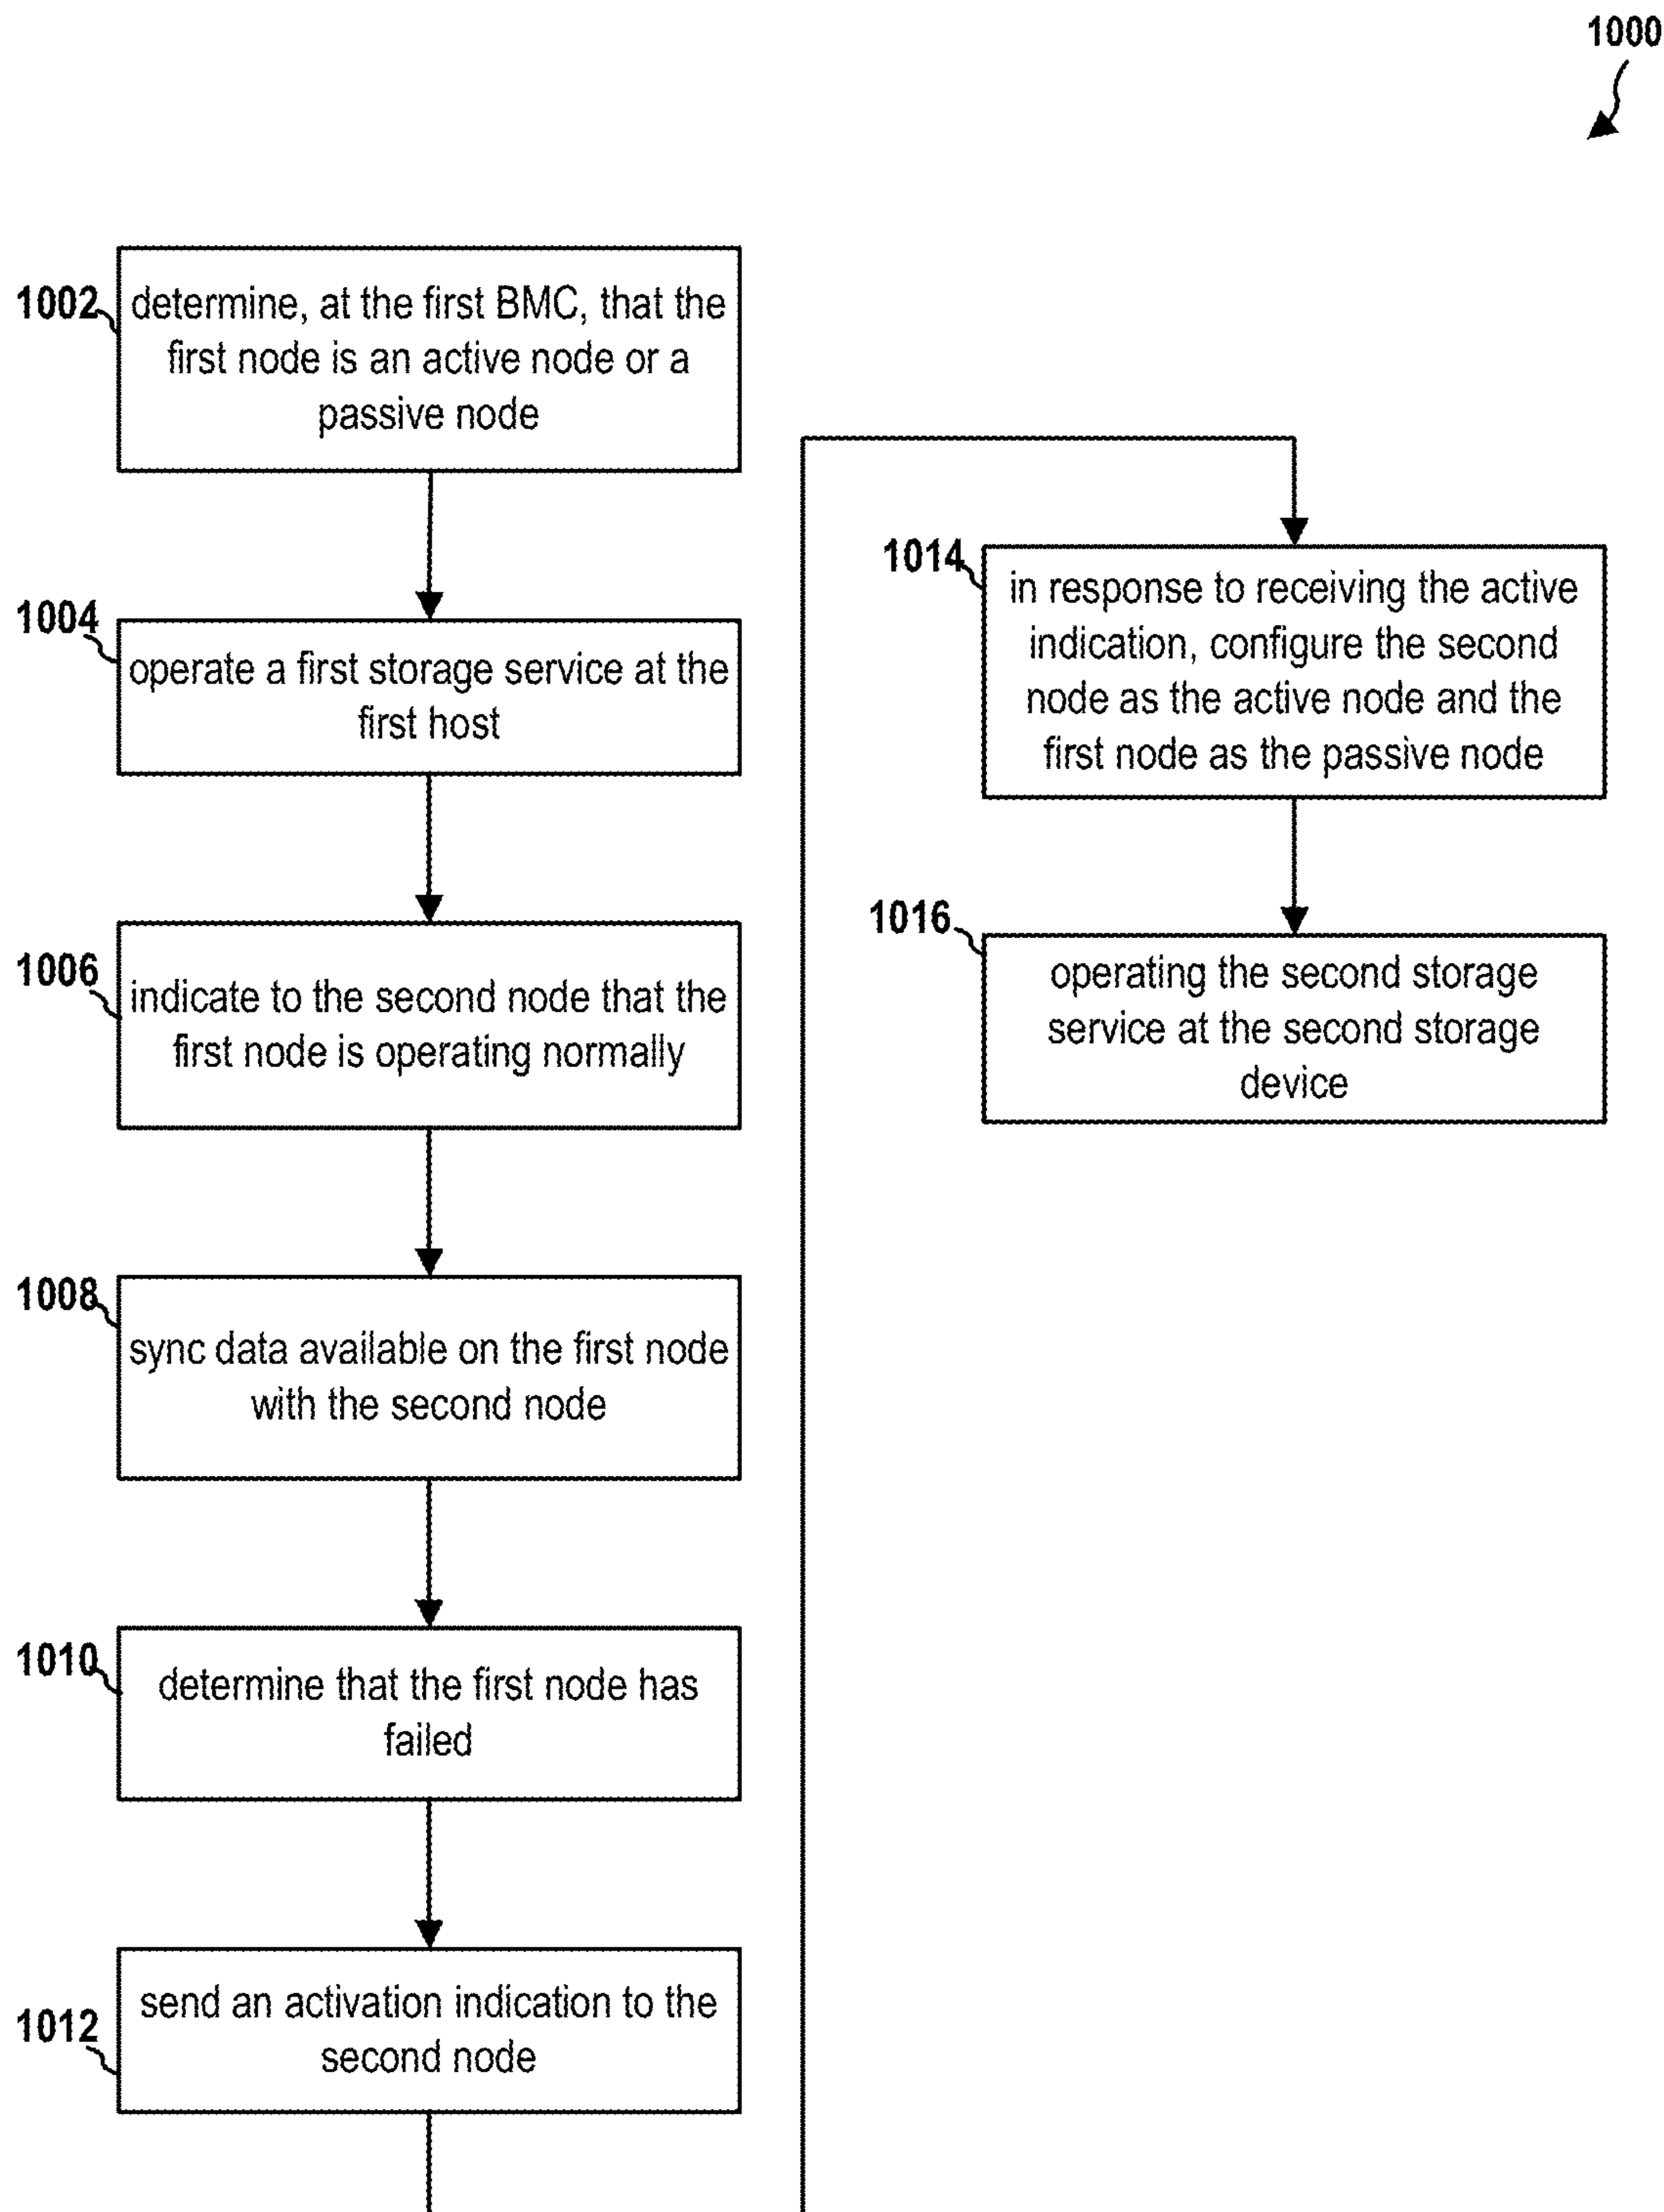 1000
1002
determine, at the first BMC, that the
first node is an active node or a
passive node
1004
operate a first storage service at the
first host
1006
indicate to the second node that the
first node is operating normally
1008
sync data available on the first node
with the second node
1010
determine that the first node has
failed
1012
send an activation indication to the
second node
1014
in response to receiving the active
indication, configure the second
node as the active node and the
first node as the passive node
1016
operating the second storage
service at the second storage
device